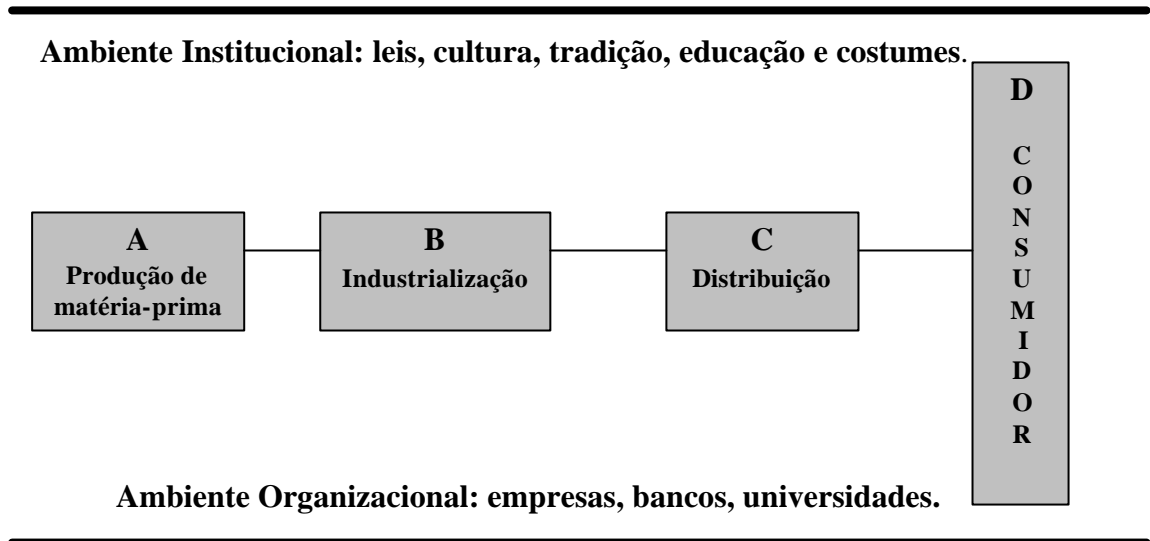 Ambiente Institucional: leis, cultura, tradição, educação e costumes.
A
Produção de
matéria-prima
B
Industrialização
C
Distribuição
D
C
O
N
S
U
M
I
D
O
R
Ambiente Organizacional: empresas, bancos, universidades.